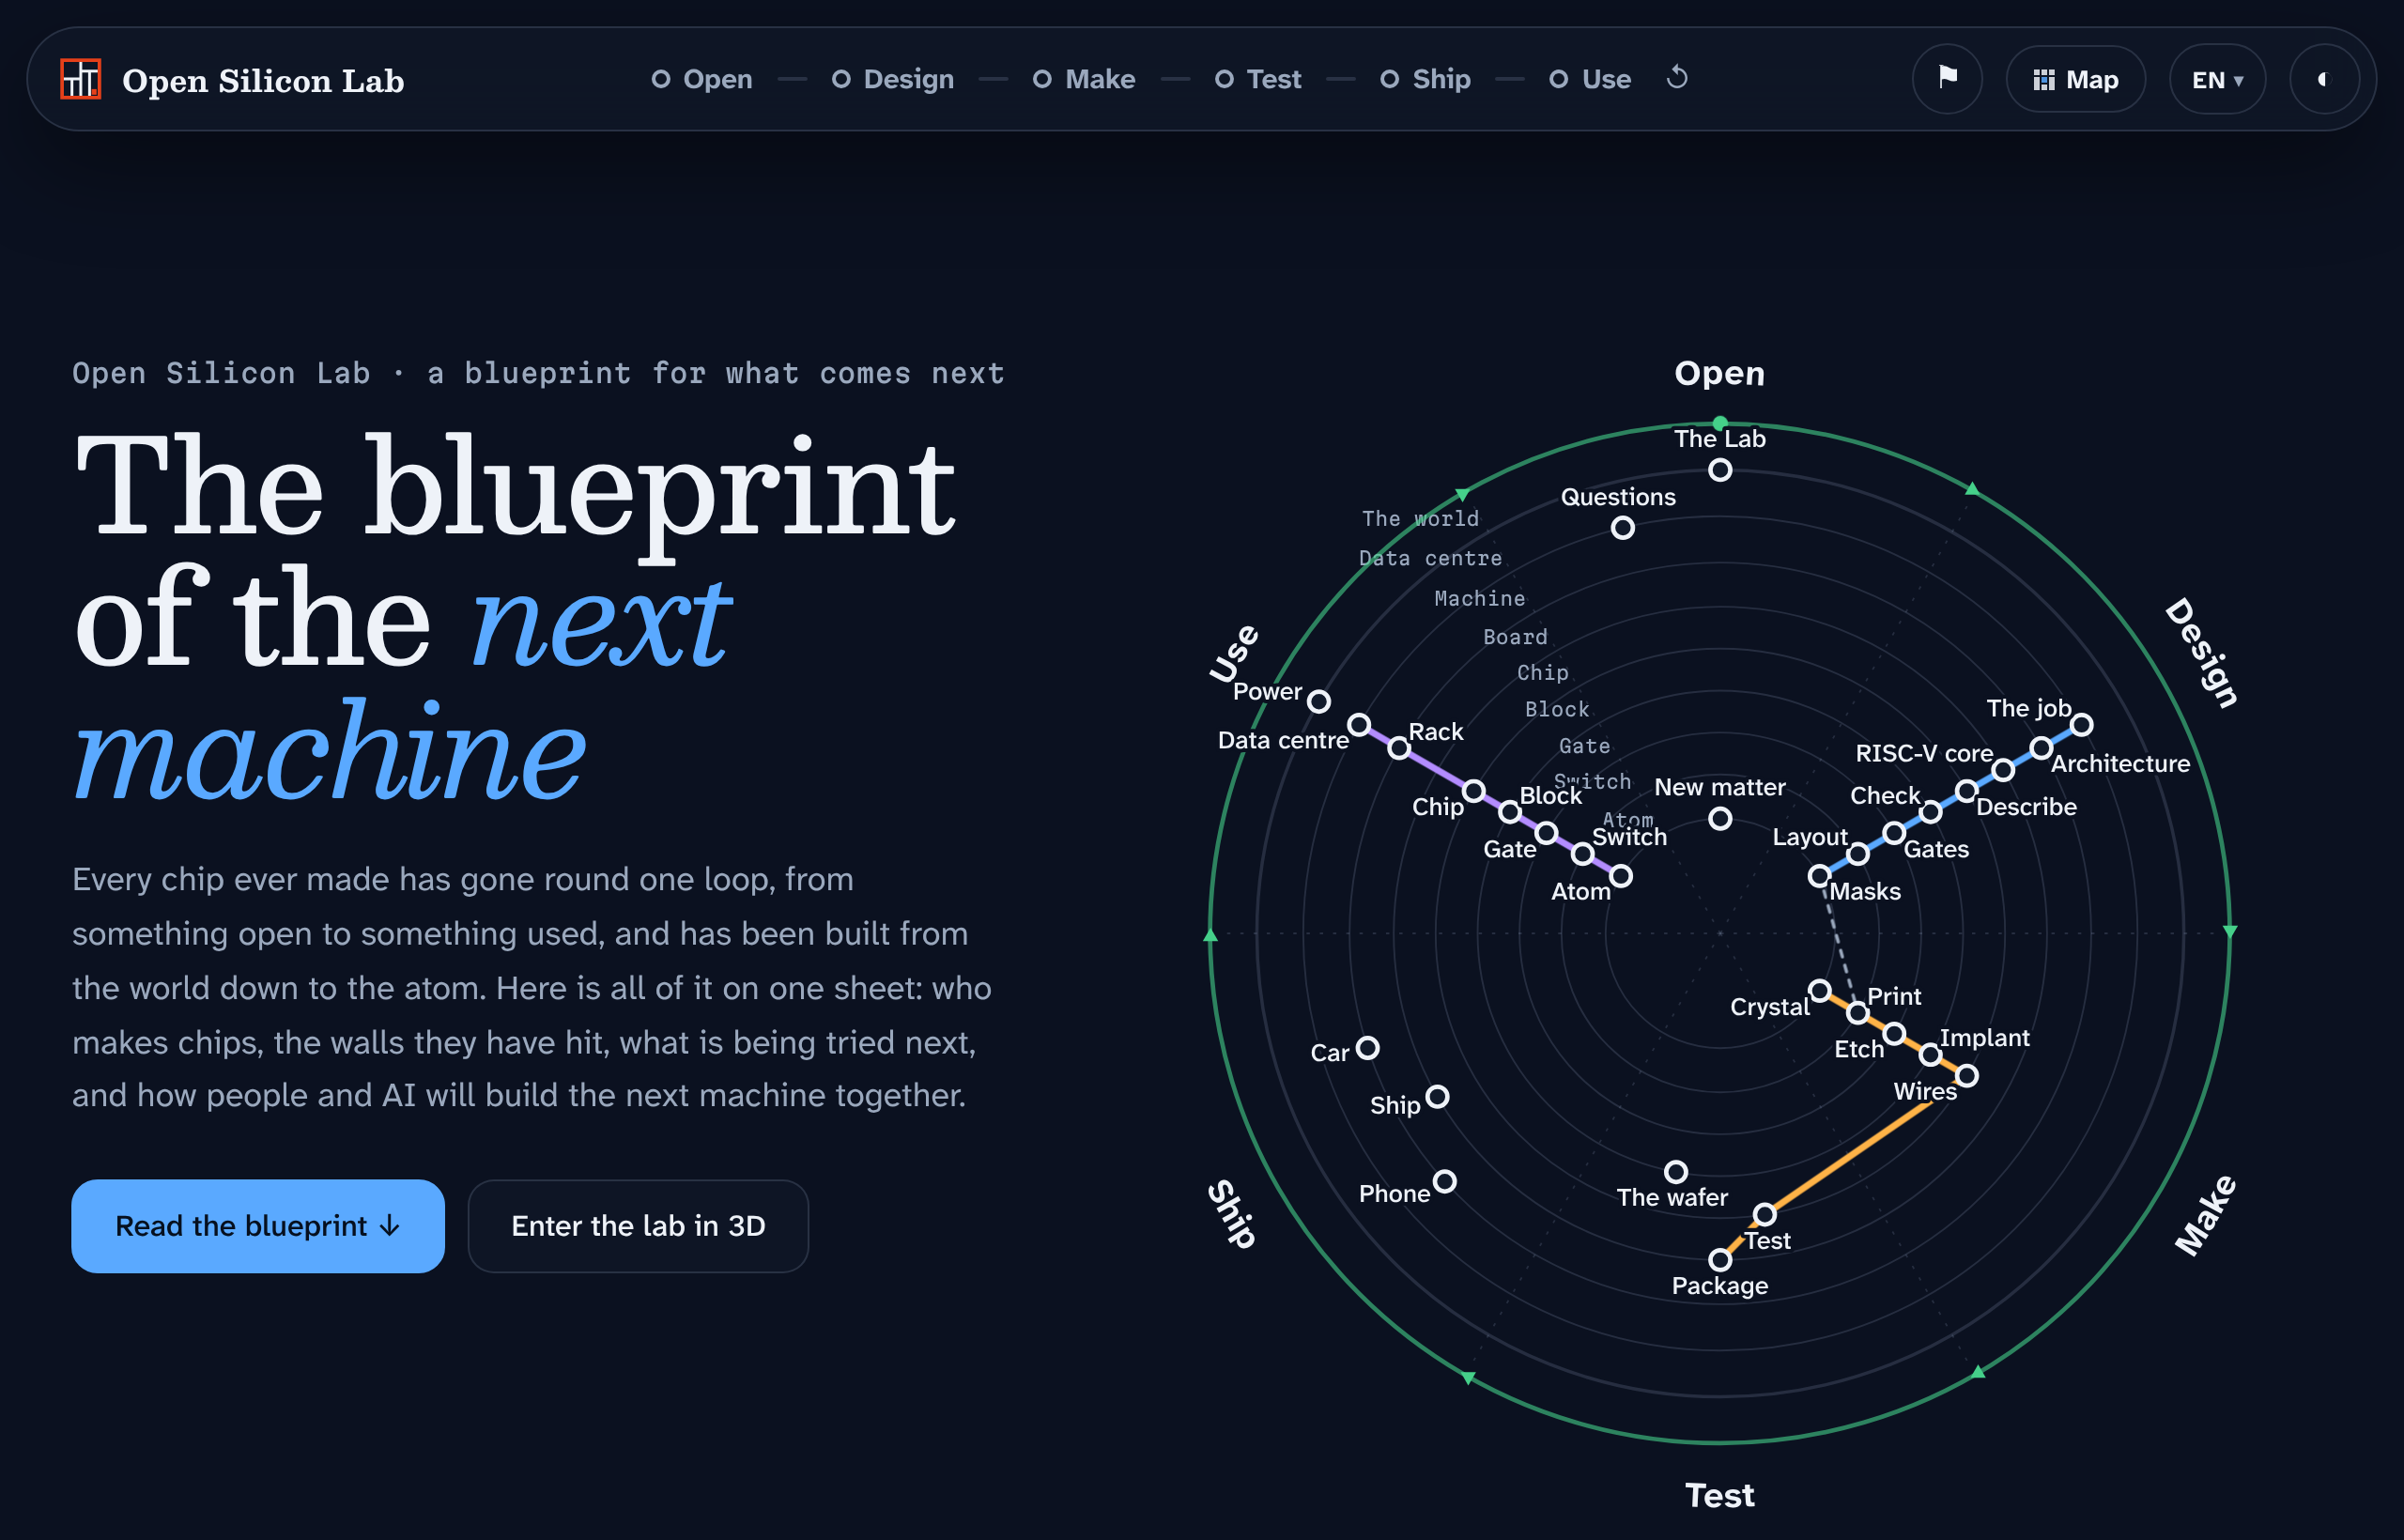 Open Silicon Lab
Open
Design
Make
Test
Ship
Use
Map
EN
Open Silicon Lab · a blueprint for what comes next
The blueprint
of the next
machine
Every chip ever made has gone round one loop, from
something open to something used, and has been built from
the world down to the atom. Here is all of it on one sheet: who
makes chips, the walls they have hit, what is being tried next,
and how people and AI will build the next machine together.
Read the blueprint ↓
Enter the lab in 3D
Open
The Lab
Questions
The world
Data centre
Machine
Board
Chip
Block
Gate
Switch
Atom
New matter
Use
Power
Data centre
Rack
Chip
Block
Gate
Switch
Atom
Design
The job
Architecture
RISC-V core
Describe
Check
Gates
Layout
Masks
Crystal
Print
Etch
Implant
Wires
Make
Car
Ship
Phone
Ship
The wafer
Test
Package
Test